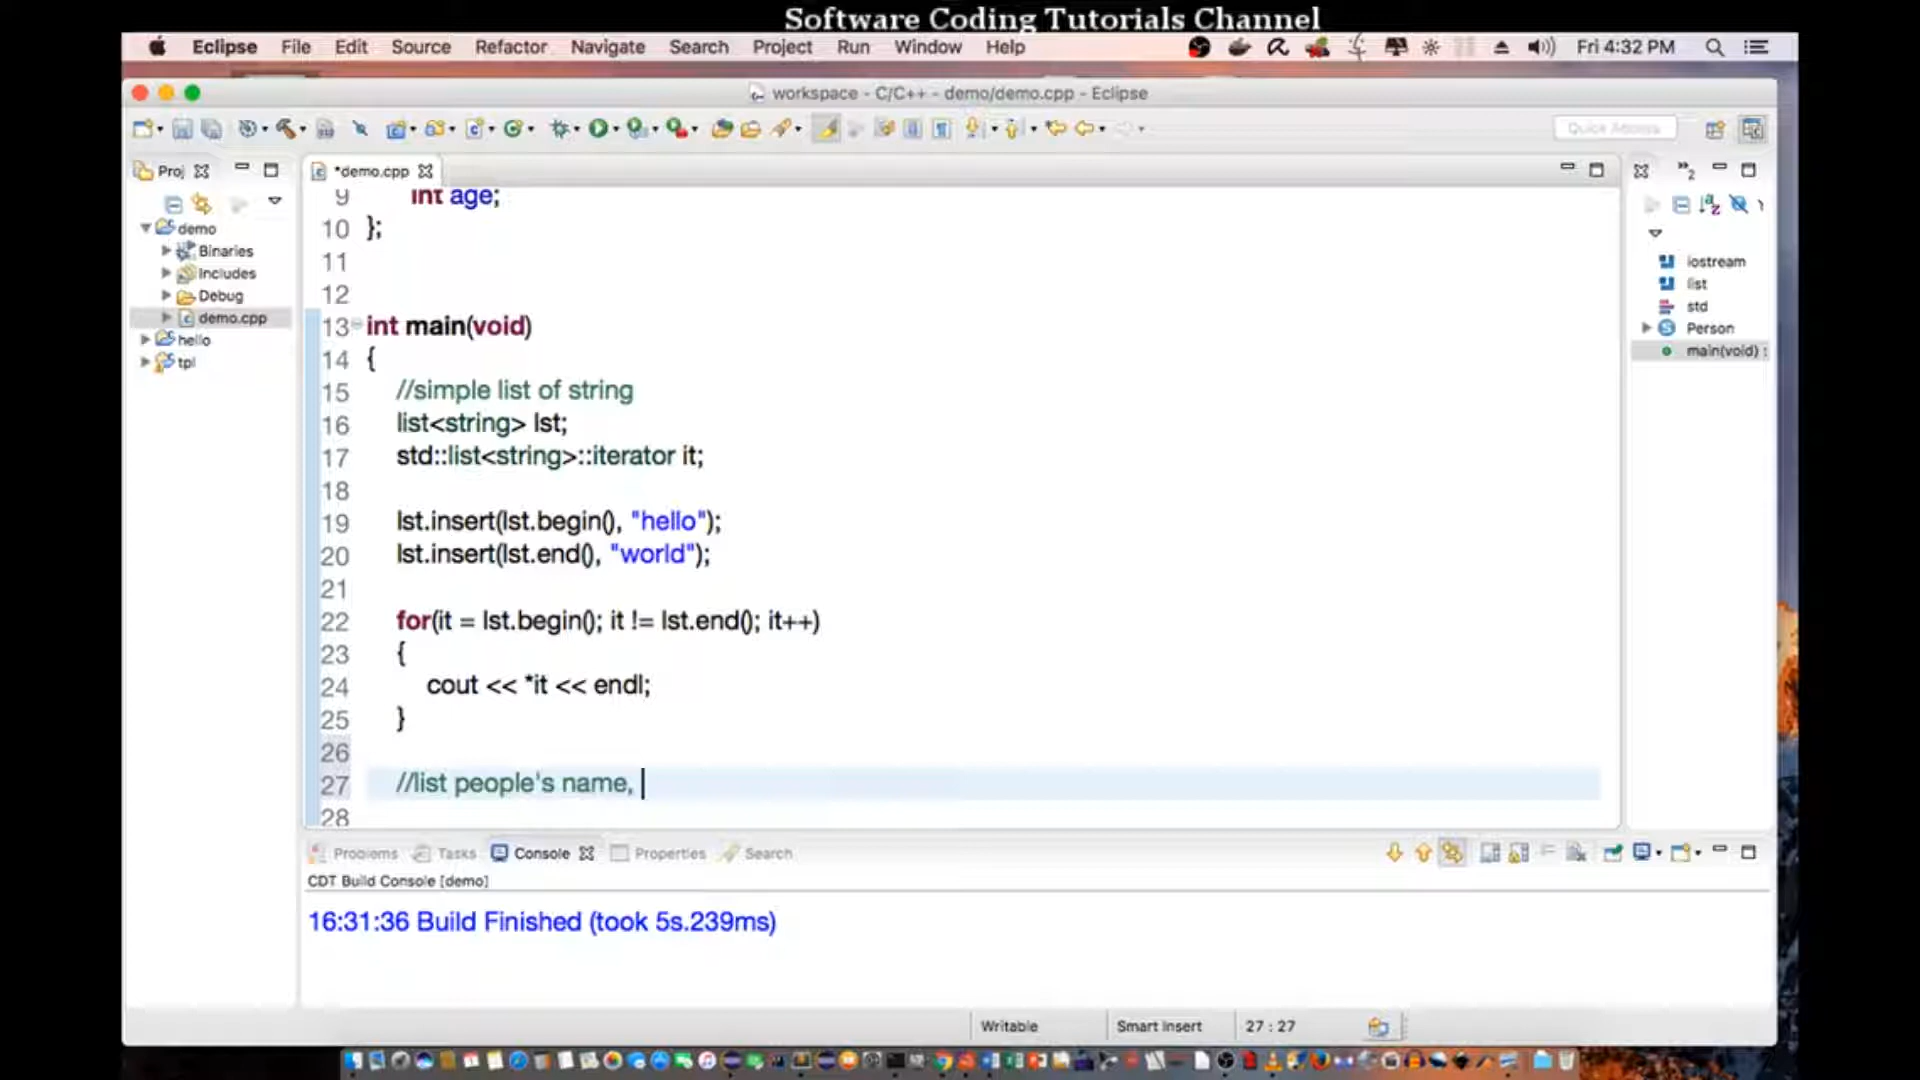 Software Coding Tutorials Channel
Eclipse File Edit Source Refactor Navigate Search Project Run Window Help Fri 4:32 PM
workspace - C/C++ - demo/demo.cpp - Eclipse
Quick Access
Proj
*demo.cpp
2
demo
Binaries
Includes
Debug
demo.cpp
hello
tpl
9 int age;
10 };
11
12
13 int main(void)
14 {
15 //simple list of string
16 list<string> lst;
17 std::list<string>::iterator it;
18
19 lst.insert(lst.begin(), "hello");
20 lst.insert(lst.end(), "world");
21
22 for(it = lst.begin(); it != lst.end(); it++)
23 {
24 cout << *it << endl;
25 }
26
27 //list people's name,
28
iostream
list
std
Person
main(void) :
Problems Tasks Console Properties Search
CDT Build Console [demo]
16:31:36 Build Finished (took 5s.239ms)
Writable Smart Insert 27 : 27